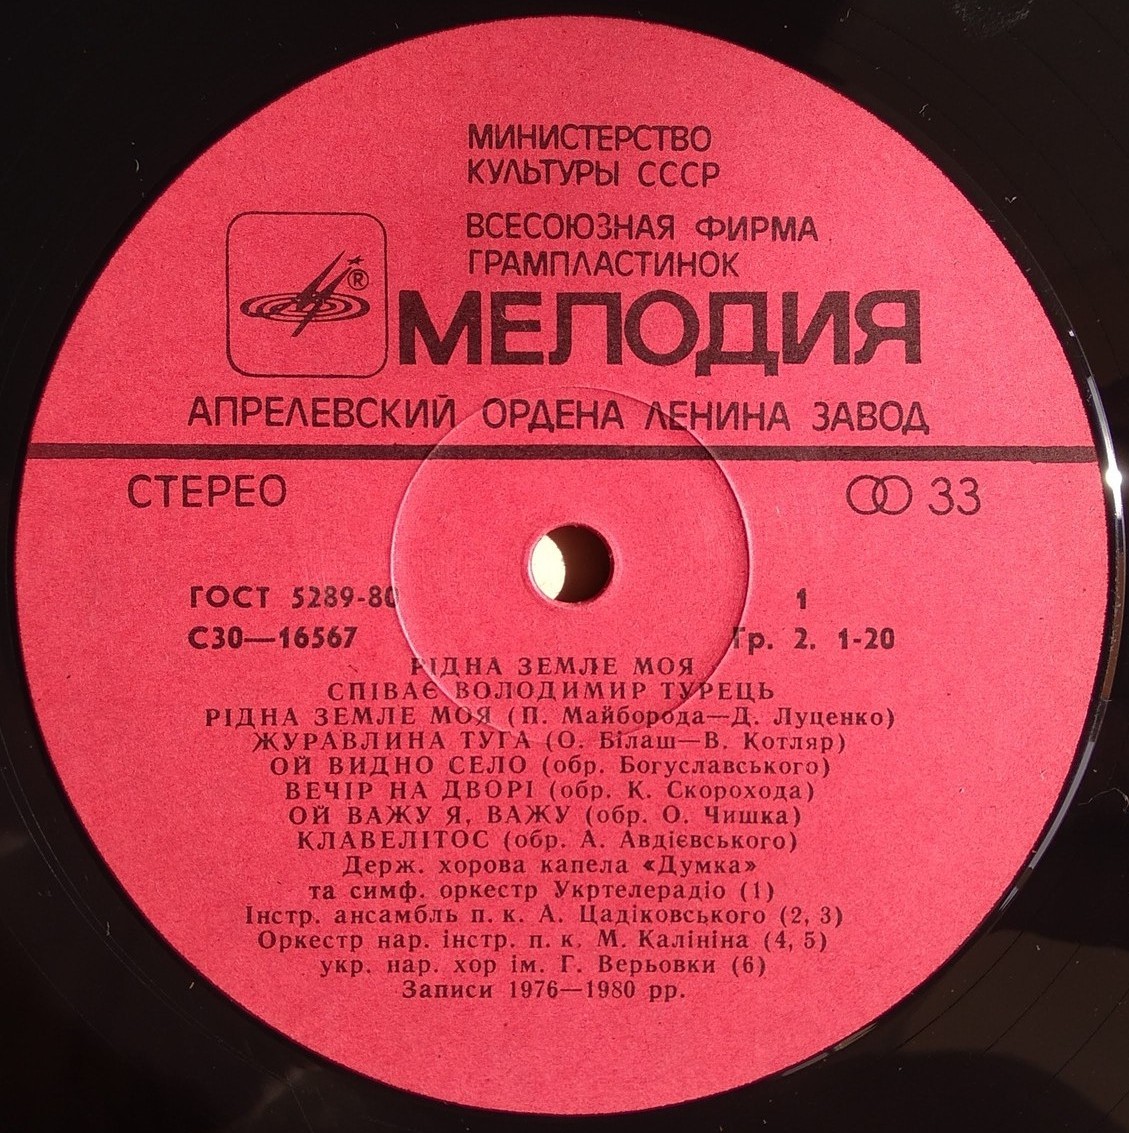 МИНИСТЕРСТВО
КУЛЬТУРЫ СССР
ВСЕСОЮЗНАЯ ФИРМА
ГРАМПЛАСТИНОК
®
МЕЛОДИЯ
АПРЕЛЕВСКИЙ ОРДЕНА ЛЕНИНА ЗАВОД
СТЕРЕО 33
ГОСТ 5289-80 1
С30—16567 Гр. 2. 1-20
РІДНА ЗЕМЛЕ МОЯ
СПІВАЄ ВОЛОДИМИР ТУРЕЦЬ
РІДНА ЗЕМЛЕ МОЯ (П. Майборода—Д. Луценко)
ЖУРАВЛИНА ТУГА (О. Білаш—В. Котляр)
ОЙ ВИДНО СЕЛО (обр. Богуславського)
ВЕЧІР НА ДВОРІ (обр. К. Скорохода)
ОЙ ВАЖУ Я, ВАЖУ (обр. О. Чишка)
КЛАВЕЛІТОС (обр. А. Авдієвського)
Держ. хорова капела «Думка»
та симф. оркестр Укртелерадіо (1)
Інстр. ансамбль п. к. А. Цадіковського (2, 3)
Оркестр нар. інстр. п. к. М. Калініна (4, 5)
укр. нар. хор ім. Г. Верьовки (6)
Записи 1976—1980 рр.